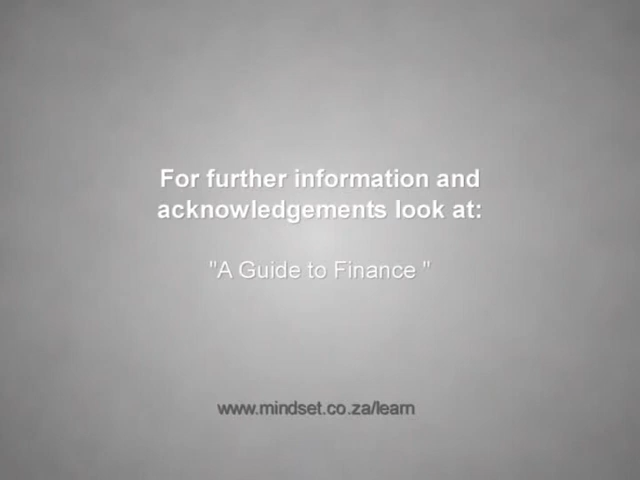 For further information and
acknowledgements look at:
"A Guide to Finance "
www.mindset.co.za/learn